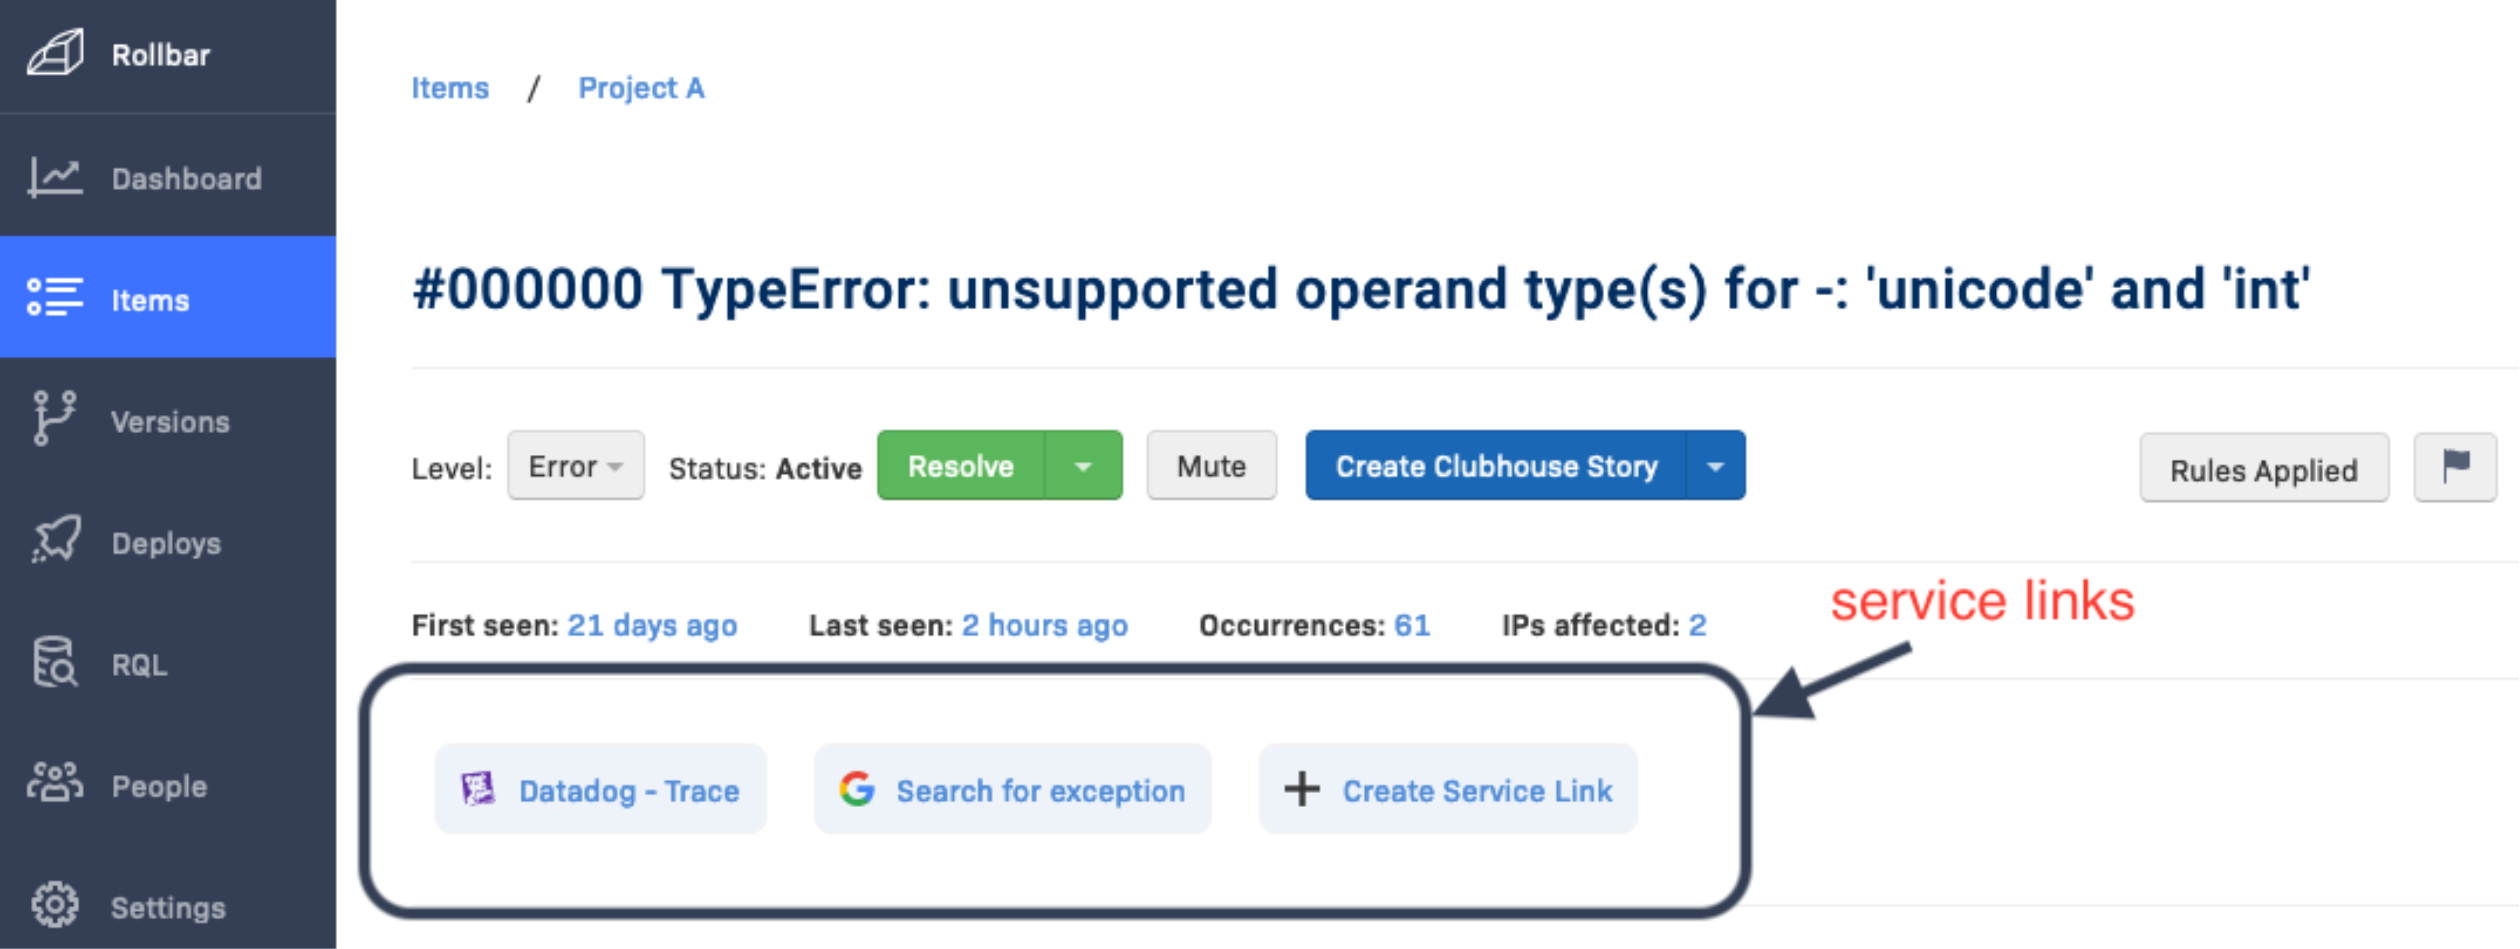 Rollbar
Dashboard
Items
Versions
Deploys
RQL
People
Settings
Items / Project A
#000000 TypeError: unsupported operand type(s) for -: 'unicode' and 'int'
Level: Error Status: Active Resolve Mute Create Clubhouse Story Rules Applied
First seen: 21 days ago Last seen: 2 hours ago Occurrences: 61 IPs affected: 2
service links
Datadog - Trace Search for exception + Create Service Link